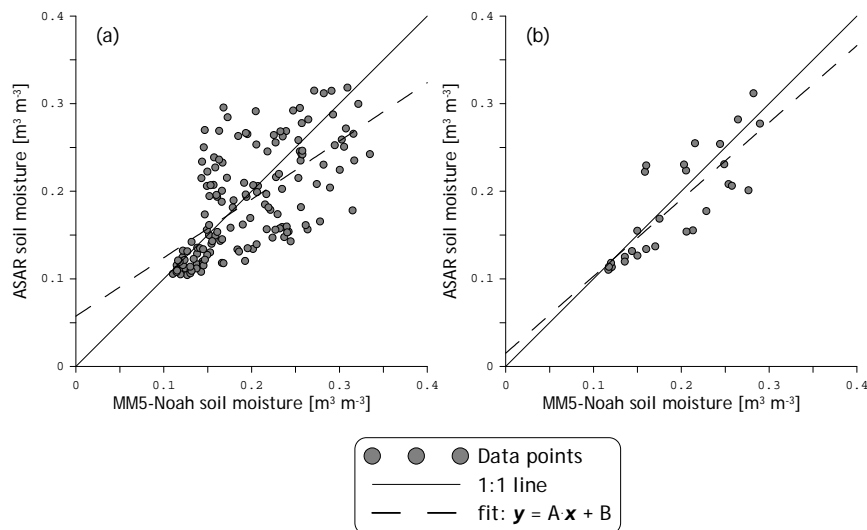 (a)
0.4
0.3
0.2
0.1
0
ASAR soil moisture [m³ m⁻³]
0 0.1 0.2 0.3 0.4
MM5-Noah soil moisture [m³ m⁻³]
(b)
0.4
0.3
0.2
0.1
0
ASAR soil moisture [m³ m⁻³]
0 0.1 0.2 0.3 0.4
MM5-Noah soil moisture [m³ m⁻³]
Data points
1:1 line
fit: y = A·x + B